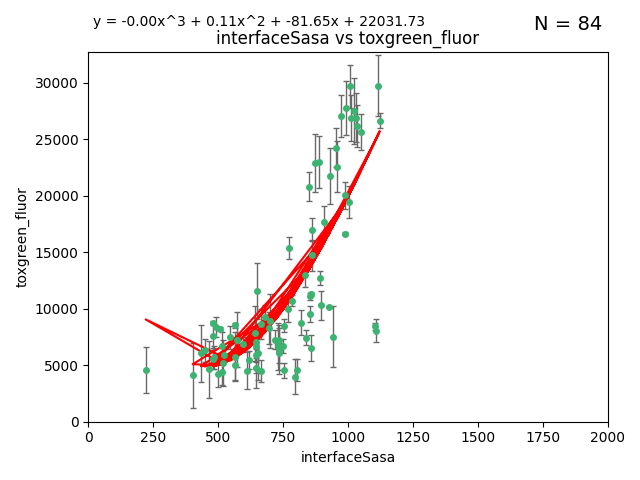 y = -0.00x^3 + 0.11x^2 + -81.65x + 22031.73
N = 84
interfaceSasa vs toxgreen_fluor
30000
25000
20000
15000
10000
5000
0
toxgreen_fluor
0 250 500 750 1000 1250 1500 1750 2000
interfaceSasa